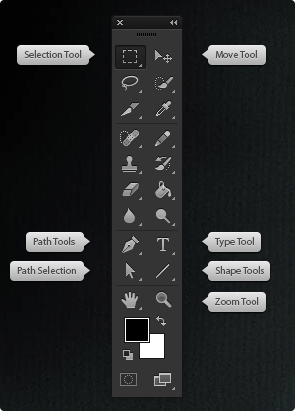 Selection Tool
Move Tool
Path Tools
Type Tool
Path Selection
Shape Tools
Zoom Tool